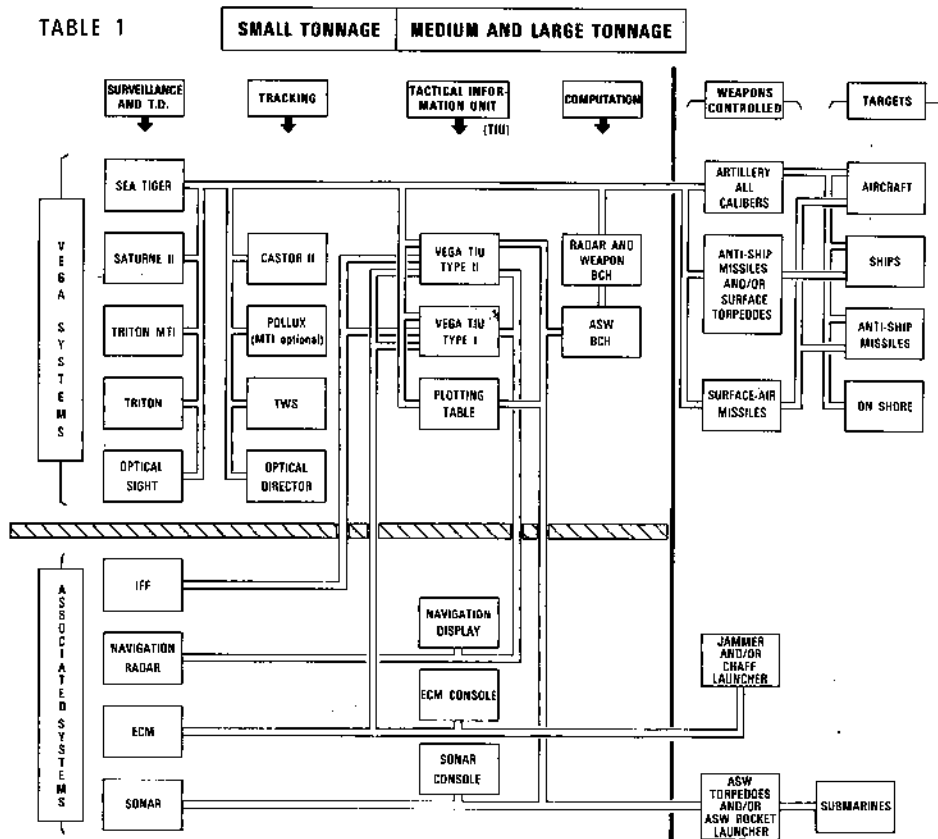 TABLE 1
SMALL TONNAGE
MEDIUM AND LARGE TONNAGE
SURVEILLANCE
AND T.D.
TRACKING
TACTICAL INFOR-
MATION UNIT
(TIU)
COMPUTATION
WEAPONS
CONTROLLED
TARGETS
VEGA SYSTEMS
SEA TIGER
ARTILLERY
ALL
CALIBERS
AIRCRAFT
SATURNE II
CASTOR II
VEGA TIU
TYPE II
RADAR AND
WEAPON
BCH
ANTI-SHIP
MISSILES
AND/OR
SURFACE
TORPEDOES
SHIPS
TRITON MTI
POLLUX
(MTI optional)
VEGA TIU
TYPE I
ASW
BCH
ANTI-SHIP
MISSILES
TRITON
TWS
PLOTTING
TABLE
SURFACE-AIR
MISSILES
ON SHORE
OPTICAL
SIGHT
OPTICAL
DIRECTOR
ASSOCIATED SYSTEMS
IFF
NAVIGATION
DISPLAY
NAVIGATION
RADAR
JAMMER
AND/OR
CHAFF
LAUNCHER
ECM CONSOLE
ECM
SONAR
CONSOLE
SONAR
ASW
TORPEDOES
AND/OR
ASW ROCKET
LAUNCHER
SUBMARINES